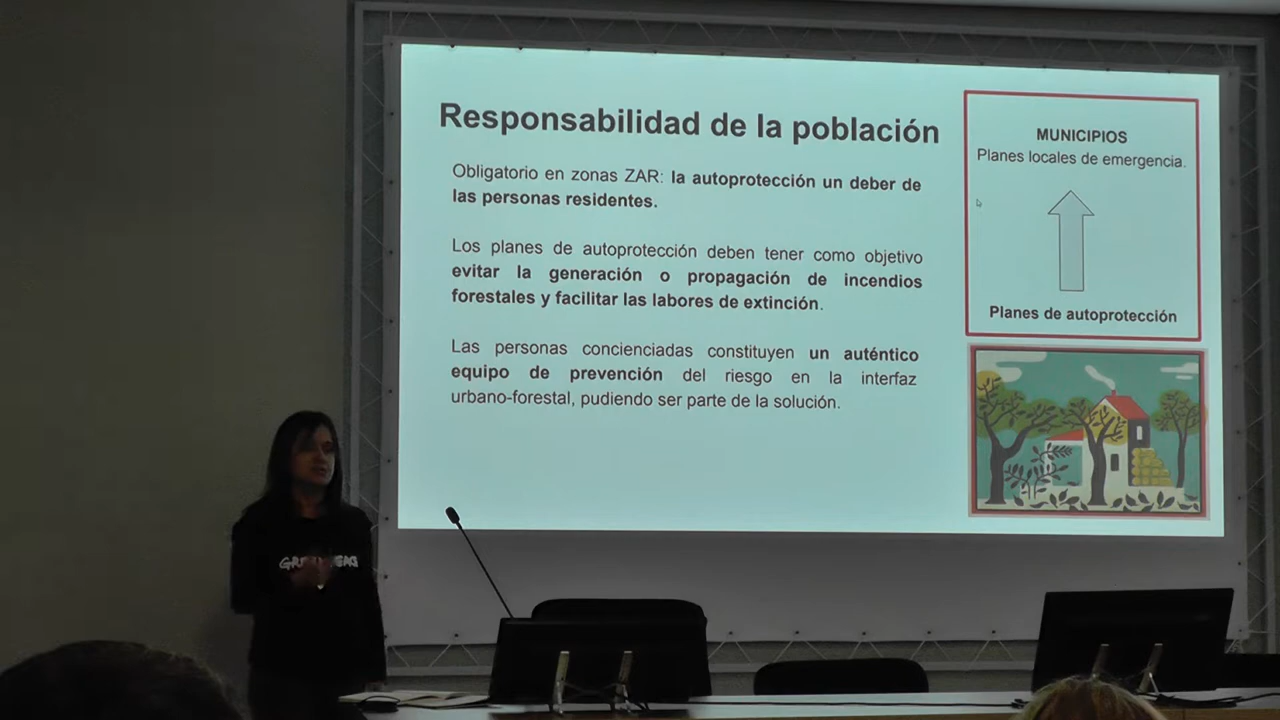 Responsabilidad de la población
Obligatorio en zonas ZAR: la autoprotección un deber de
las personas residentes.
Los planes de autoprotección deben tener como objetivo
evitar la generación o propagación de incendios
forestales y facilitar las labores de extinción.
Las personas concienciadas constituyen un auténtico
equipo de prevención del riesgo en la interfaz
urbano-forestal, pudiendo ser parte de la solución.
MUNICIPIOS
Planes locales de emergencia.
Planes de autoprotección